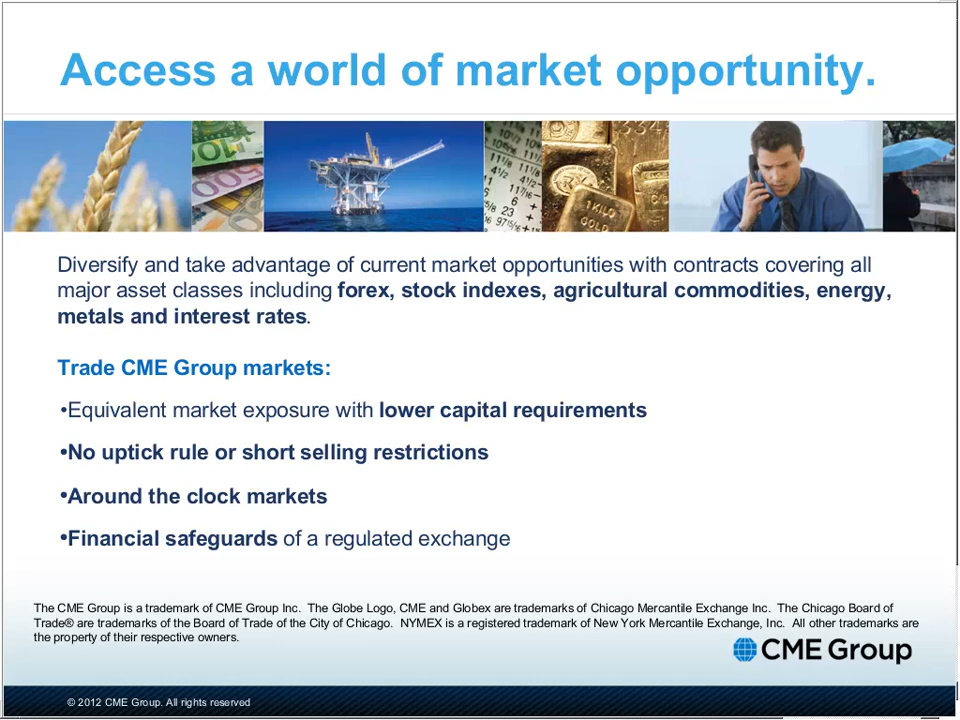 Access a world of market opportunity.
1 KILO
GOLD
Diversify and take advantage of current market opportunities with contracts covering all
major asset classes including forex, stock indexes, agricultural commodities, energy,
metals and interest rates.
Trade CME Group markets:
•Equivalent market exposure with lower capital requirements
•No uptick rule or short selling restrictions
•Around the clock markets
•Financial safeguards of a regulated exchange
The CME Group is a trademark of CME Group Inc.  The Globe Logo, CME and Globex are trademarks of Chicago Mercantile Exchange Inc.  The Chicago Board of
Trade® are trademarks of the Board of Trade of the City of Chicago.  NYMEX is a registered trademark of New York Mercantile Exchange, Inc.  All other trademarks are
the property of their respective owners.
CME Group
© 2012 CME Group. All rights reserved